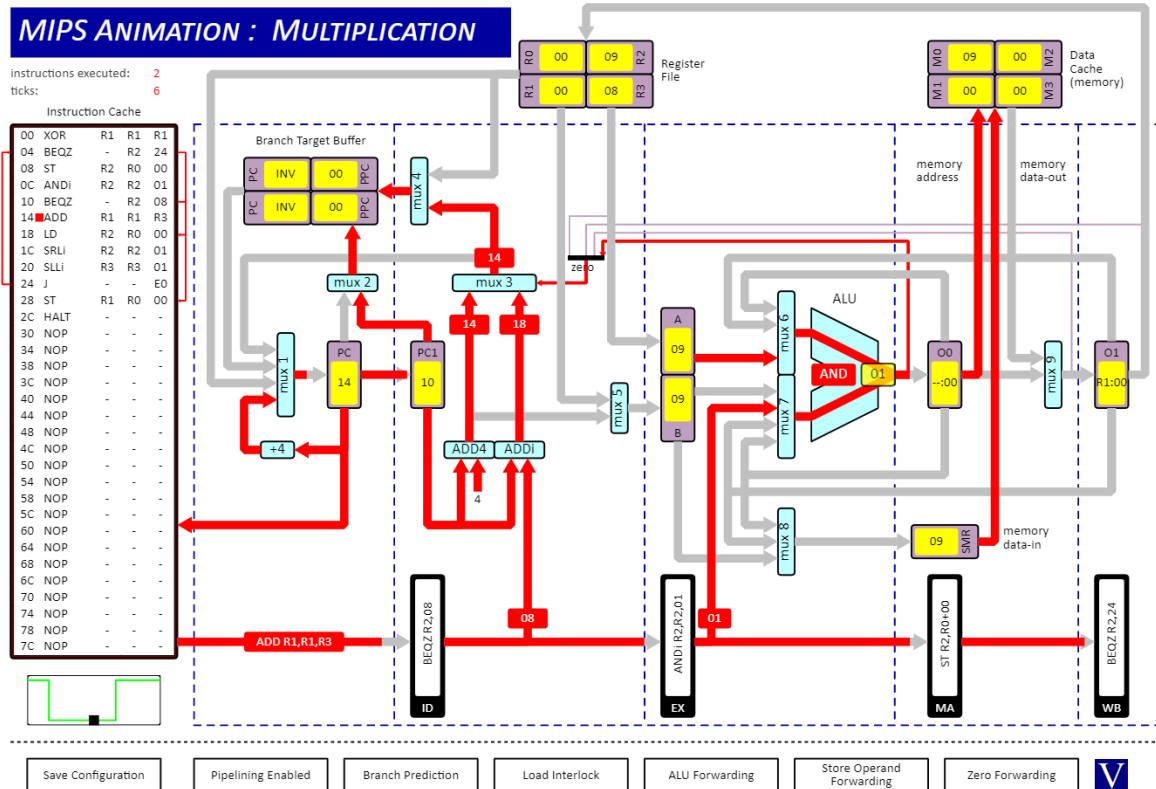 MIPS ANIMATION : MULTIPLICATION
instructions executed: 2
ticks: 6
Instruction Cache
00 XOR R1 R1 R1
04 BEQZ - R2 24
08 ST R2 R0 00
0C ANDi R2 R2 01
10 BEQZ - R2 08
14 ADD R1 R1 R3
18 LD R2 R0 00
1C SRLi R2 R2 01
20 SLLi R3 R3 01
24 J - - E0
28 ST R1 R0 00
2C HALT - - -
30 NOP - - -
34 NOP - - -
38 NOP - - -
3C NOP - - -
40 NOP - - -
44 NOP - - -
48 NOP - - -
4C NOP - - -
50 NOP - - -
54 NOP - - -
58 NOP - - -
5C NOP - - -
60 NOP - - -
64 NOP - - -
68 NOP - - -
6C NOP - - -
70 NOP - - -
74 NOP - - -
78 NOP - - -
7C NOP - - -
R0 00 09 R2
R1 00 08 R3
Register
File
M0 09 00 M2
M1 00 00 M3
Data
Cache
(memory)
Branch Target Buffer
PC INV 00 PPC
PC INV 00 PPC
mux 4
memory
address
memory
data-out
zero
14
mux 2
mux 3
14
18
mux 1
PC
14
PC1
10
+4
ADD4
ADDi
4
mux 5
A
09
09
B
mux 6
mux 7
ALU
AND
01
O0
--:00
mux 9
O1
R1:00
mux 8
09 SMR
memory
data-in
ADD R1,R1,R3
BEQZ R2,08
ID
08
ANDi R2,R2,01
EX
01
ST R2,R0+00
MA
BEQZ R2,24
WB
Save Configuration
Pipelining Enabled
Branch Prediction
Load Interlock
ALU Forwarding
Store Operand
Forwarding
Zero Forwarding
V